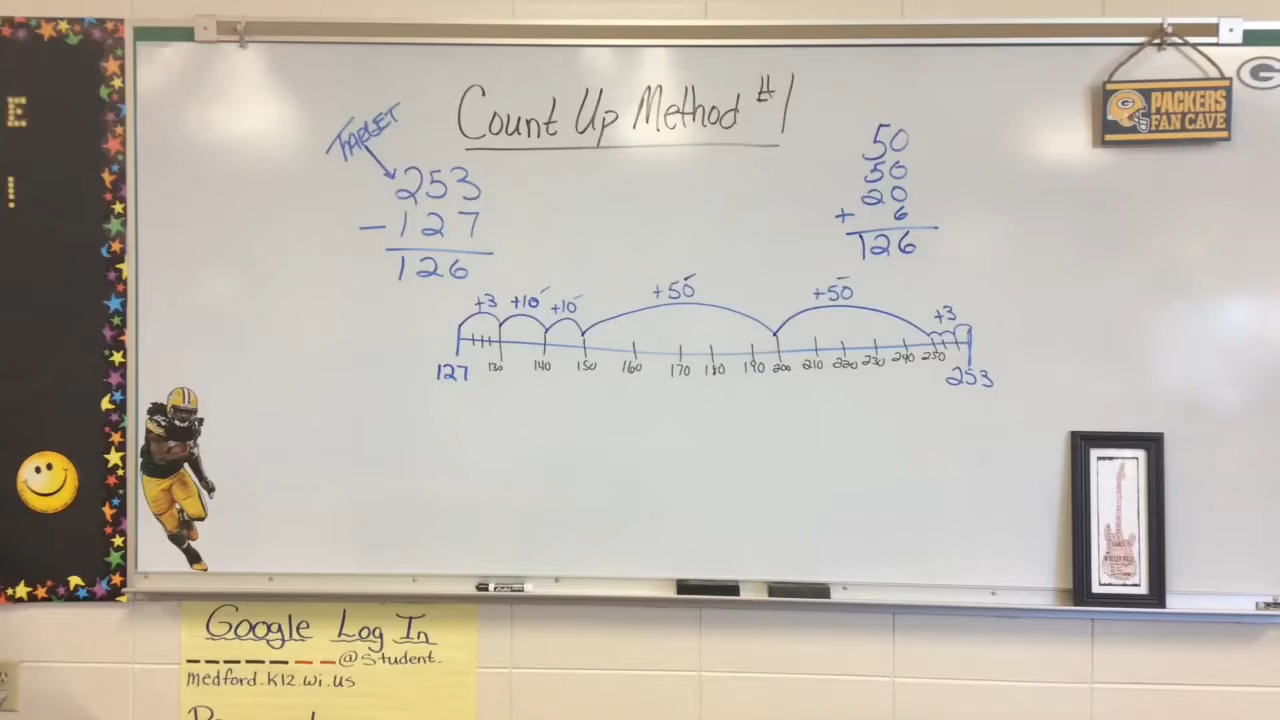 Count Up Method #1
TARGET
253
- 127
126
50
50
20
+ 6
126
+3 +10 +10 +50 +50 +3
127 130 140 150 160 170 180 190 200 210 220 230 240 250 253
PACKERS
FAN CAVE
G
E
!
Google Log In
@student.
medford.k12.wi.us